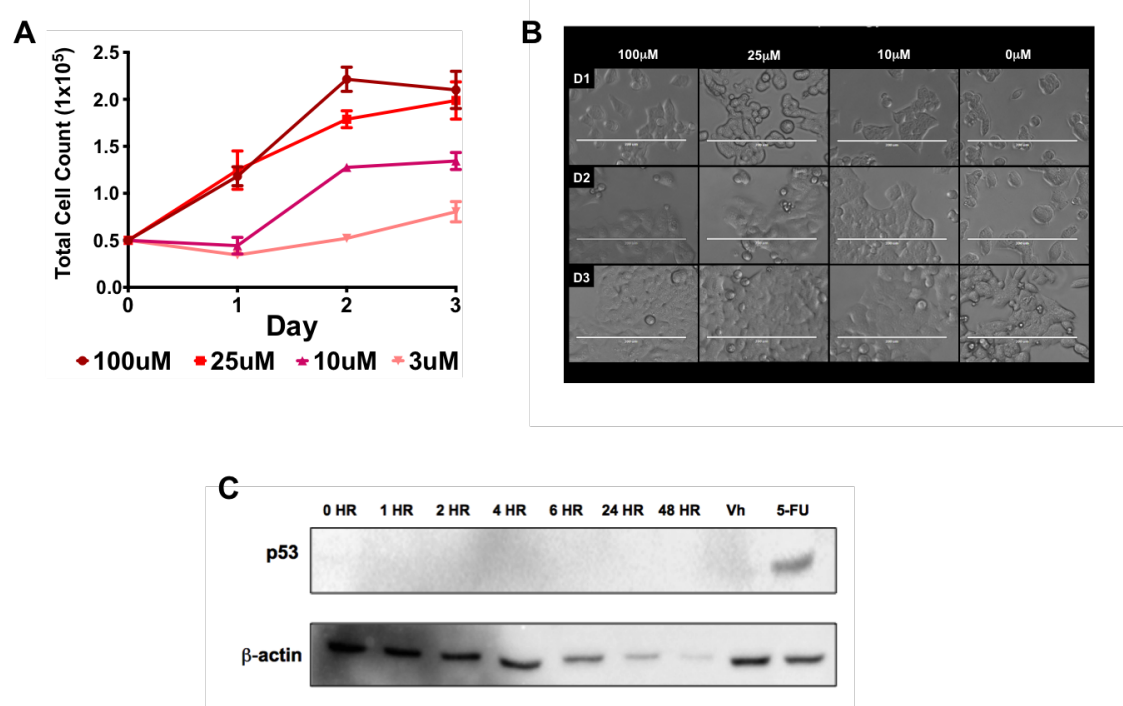 A
Total Cell Count (1x10⁵)
2.5
2.0
1.5
1.0
0.5
0.0
0 1 2 3
Day
100uM 25uM 10uM 3uM
B
100µM 25µM 10µM 0µM
D1
D2
D3
C
0 HR 1 HR 2 HR 4 HR 6 HR 24 HR 48 HR Vh 5-FU
p53
β-actin